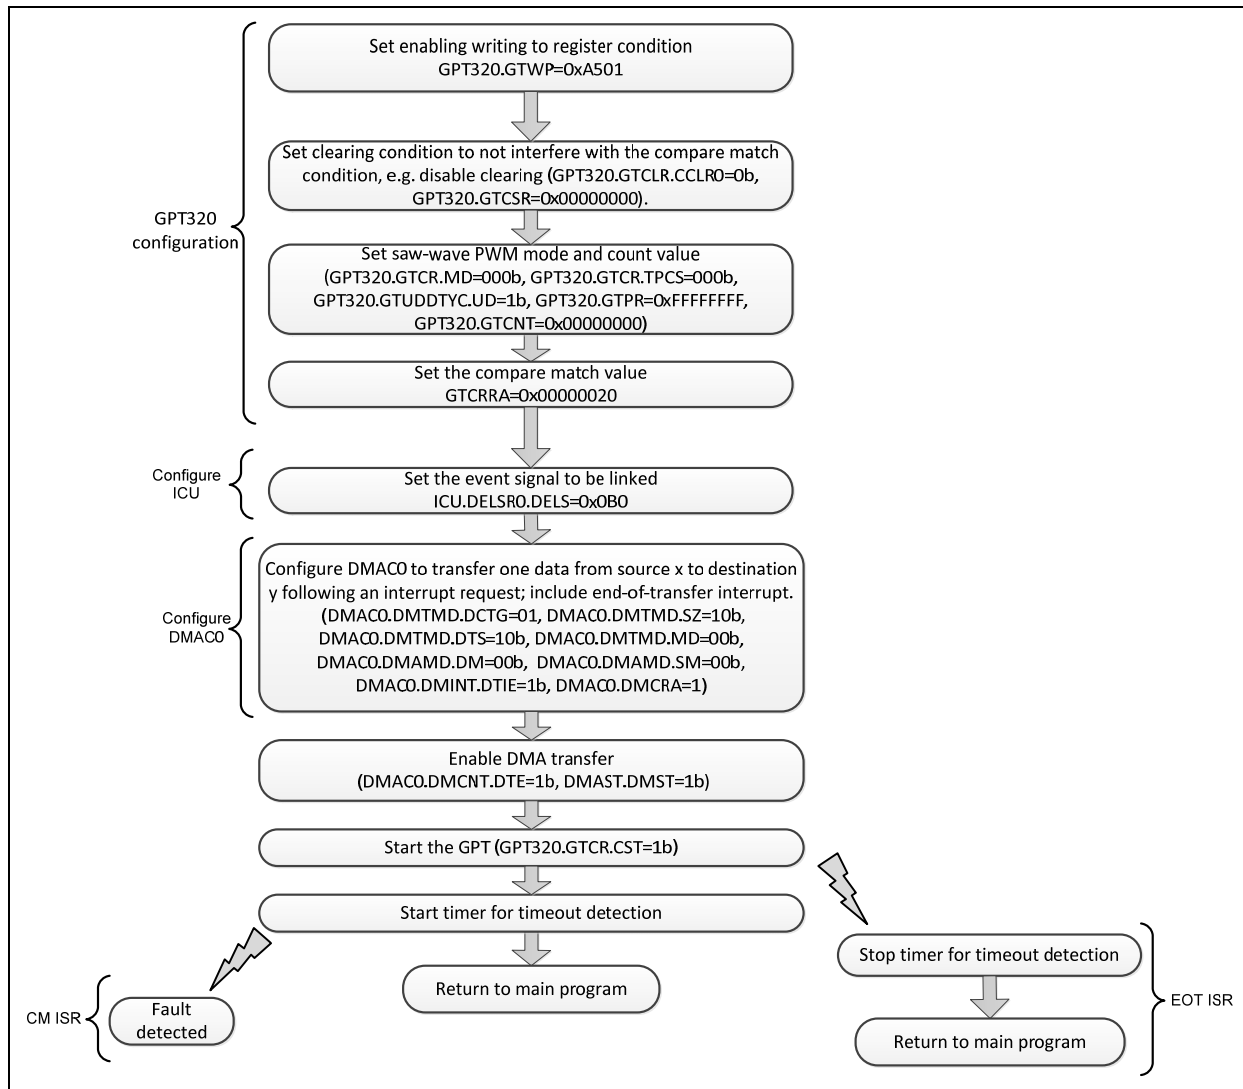 Set enabling writing to register condition
GPT320.GTWP=0xA501
Set clearing condition to not interfere with the compare match
condition, e.g. disable clearing (GPT320.GTCLR.CCLR0=0b,
GPT320.GTCSR=0x00000000).
GPT320
configuration
Set saw-wave PWM mode and count value
(GPT320.GTCR.MD=000b, GPT320.GTCR.TPCS=000b,
GPT320.GTUDDTYC.UD=1b, GPT320.GTPR=0xFFFFFFFF,
GPT320.GTCNT=0x00000000)
Set the compare match value
GTCRRA=0x00000020
Configure
ICU
Set the event signal to be linked
ICU.DELSR0.DELS=0x0B0
Configure DMAC0 to transfer one data from source x to destination
y following an interrupt request; include end-of-transfer interrupt.
(DMAC0.DMTMD.DCTG=01, DMAC0.DMTMD.SZ=10b,
DMAC0.DMTMD.DTS=10b, DMAC0.DMTMD.MD=00b,
DMAC0.DMAMD.DM=00b, DMAC0.DMAMD.SM=00b,
DMAC0.DMINT.DTIE=1b, DMAC0.DMCRA=1)
Configure
DMAC0
Enable DMA transfer
(DMAC0.DMCNT.DTE=1b, DMAST.DMST=1b)
Start the GPT (GPT320.GTCR.CST=1b)
Start timer for timeout detection
Return to main program
CM ISR
Fault
detected
Stop timer for timeout detection
Return to main program
EOT ISR